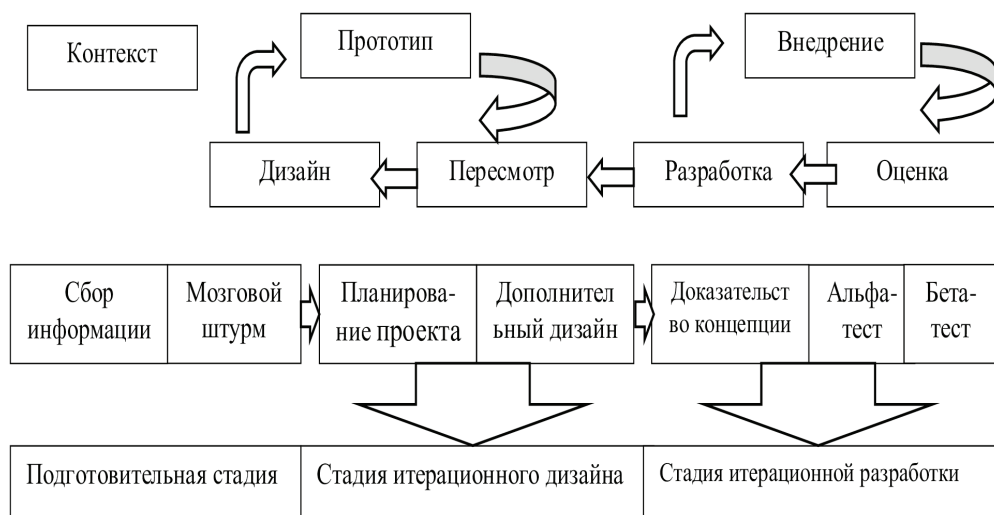 Контекст
Прототип
Внедрение
Дизайн
Пересмотр
Разработка
Оценка
Сбор
информации
Мозговой
штурм
Планирова-
ние проекта
Дополнител
ьный дизайн
Доказательст
во концепции
Альфа-
тест
Бета-
тест
Подготовительная стадия
Стадия итерационного дизайна
Стадия итерационной разработки